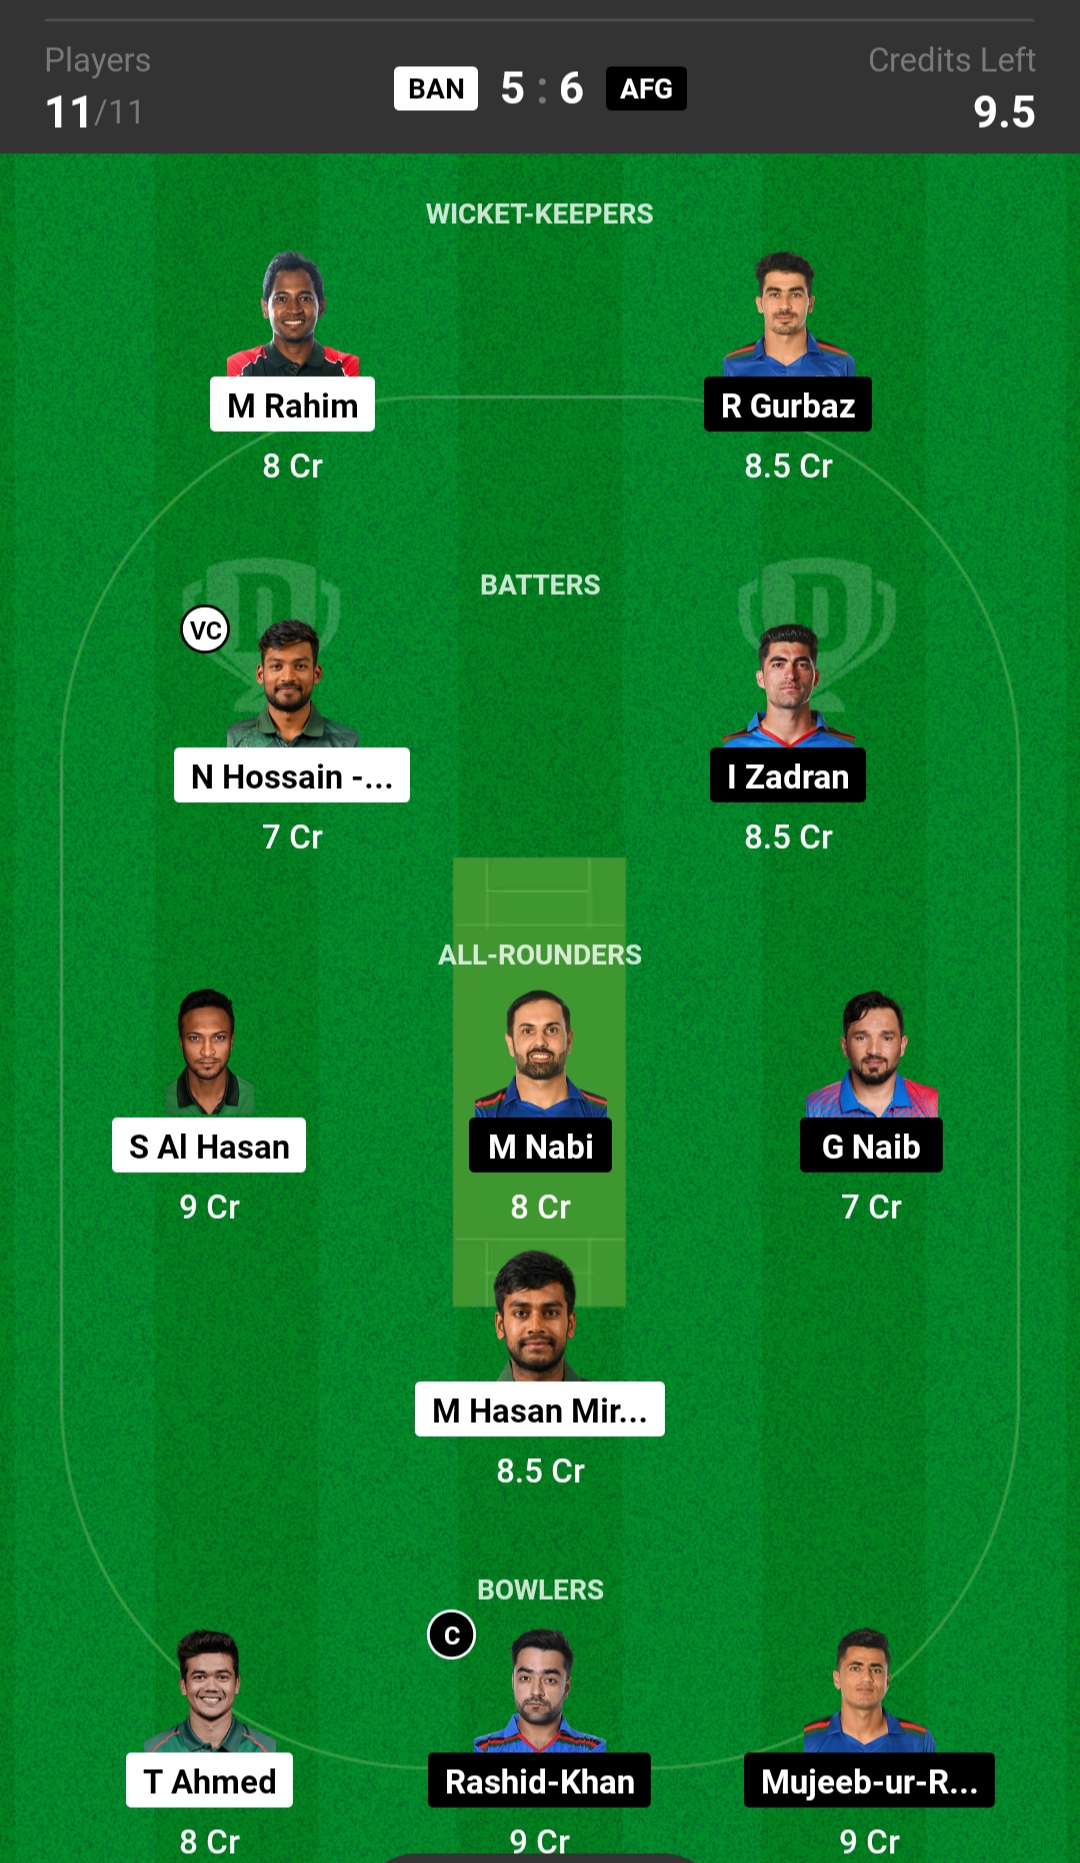 Players
11/11
BAN 5 : 6 AFG
Credits Left
9.5
WICKET-KEEPERS
M Rahim
R Gurbaz
8 Cr
8.5 Cr
BATTERS
VC
N Hossain -...
I Zadran
7 Cr
8.5 Cr
ALL-ROUNDERS
S Al Hasan
M Nabi
G Naib
9 Cr
8 Cr
7 Cr
M Hasan Mir...
8.5 Cr
BOWLERS
C
T Ahmed
Rashid-Khan
Mujeeb-ur-R...
8 Cr
9 Cr
9 Cr